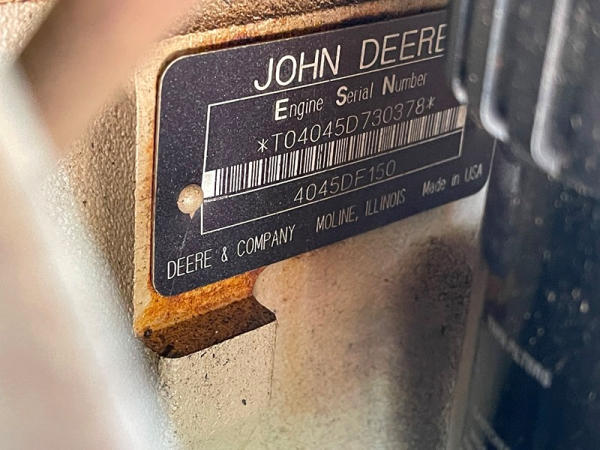 JOHN DEERE
Engine Serial Number
*T04045D730378*
4045DF150
DEERE & COMPANY MOLINE, ILLINOIS Made in USA